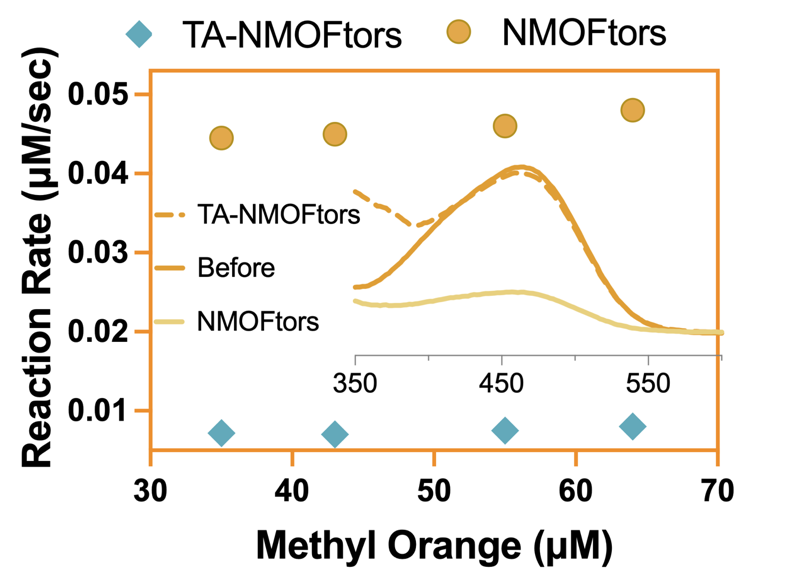 TA-NMOFtors NMOFtors
Reaction Rate (µM/sec)
0.05
0.04
0.03
0.02
0.01
TA-NMOFtors
Before
NMOFtors
350 450 550
30 40 50 60 70
Methyl Orange (µM)